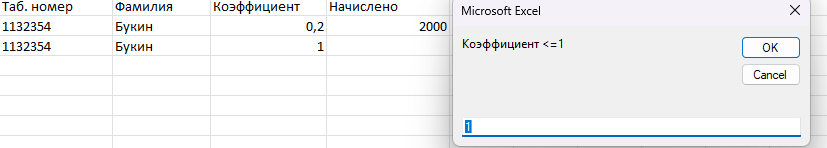 Таб. номер Фамилия Коэффициент Начислено
1132354 Букин 0,2 2000
1132354 Букин 1
Microsoft Excel
Коэффициент <=1
OK
Cancel
1